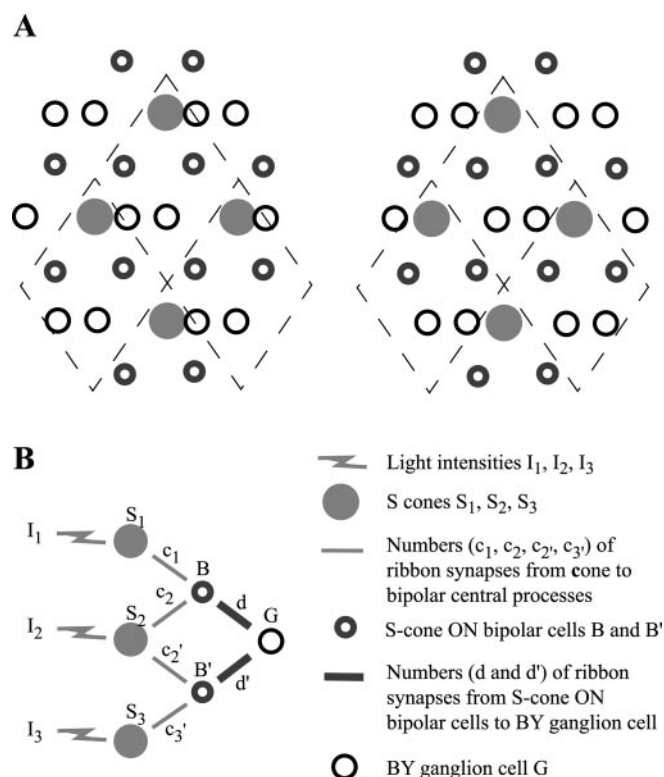 A
B
I1
I2
I3
S1
S2
S3
c1
c2
c2'
c3'
B
B'
d
d'
G
Light intensities I1, I2, I3
S cones S1, S2, S3
Numbers (c1, c2, c2', c3') of
ribbon synapses from cone to
bipolar central processes
S-cone ON bipolar cells B and B'
Numbers (d and d') of ribbon
synapses from S-cone ON
bipolar cells to BY ganglion cell
BY ganglion cell G